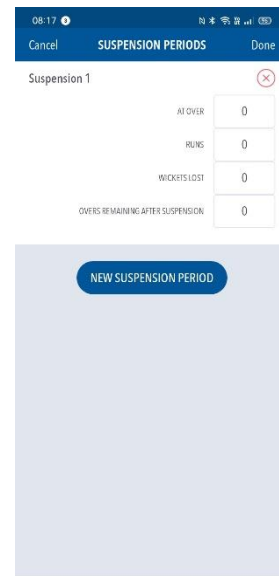 08:17
Cancel SUSPENSION PERIODS Done
Suspension 1
AT OVER 0
RUNS 0
WICKETS LOST 0
OVERS REMAINING AFTER SUSPENSION 0
NEW SUSPENSION PERIOD